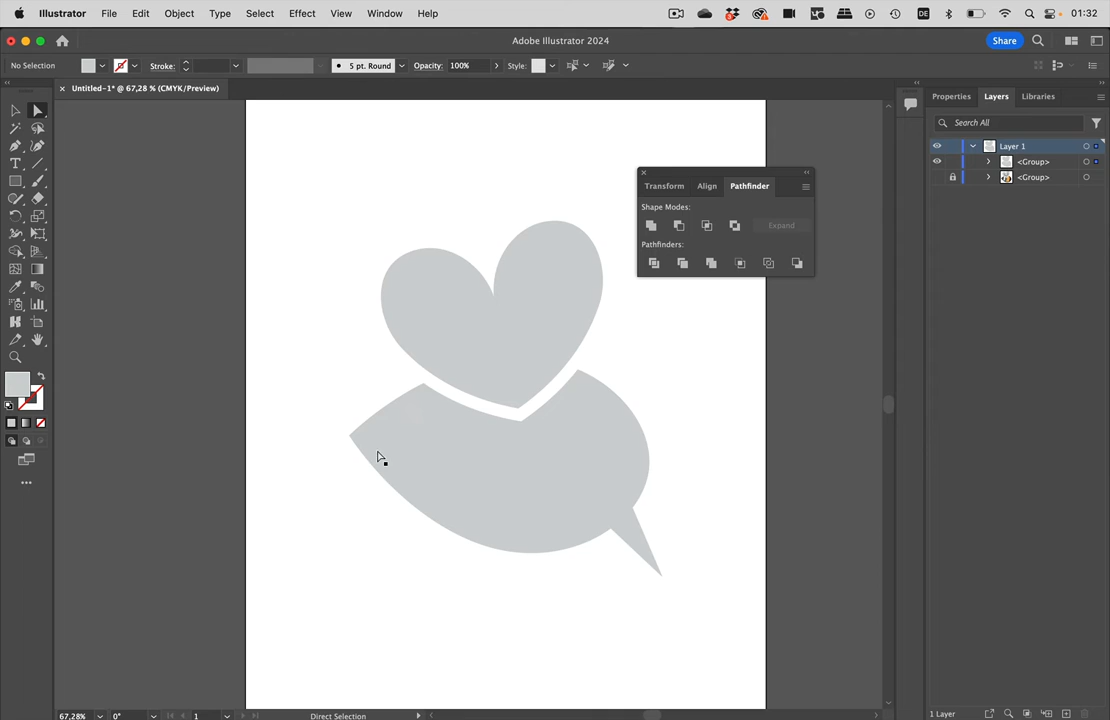 Illustrator File Edit Object Type Select Effect View Window Help
DE
01:32
Adobe Illustrator 2024
Share
No Selection
Stroke:
5 pt. Round
Opacity: 100%
Style:
Untitled-1* @ 67,28 % (CMYK/Preview)
Properties Layers Libraries
Search All
Layer 1
<Group>
<Group>
Transform Align Pathfinder
Shape Modes:
Expand
Pathfinders:
67,28%
0°
1
Direct Selection
1 Layer